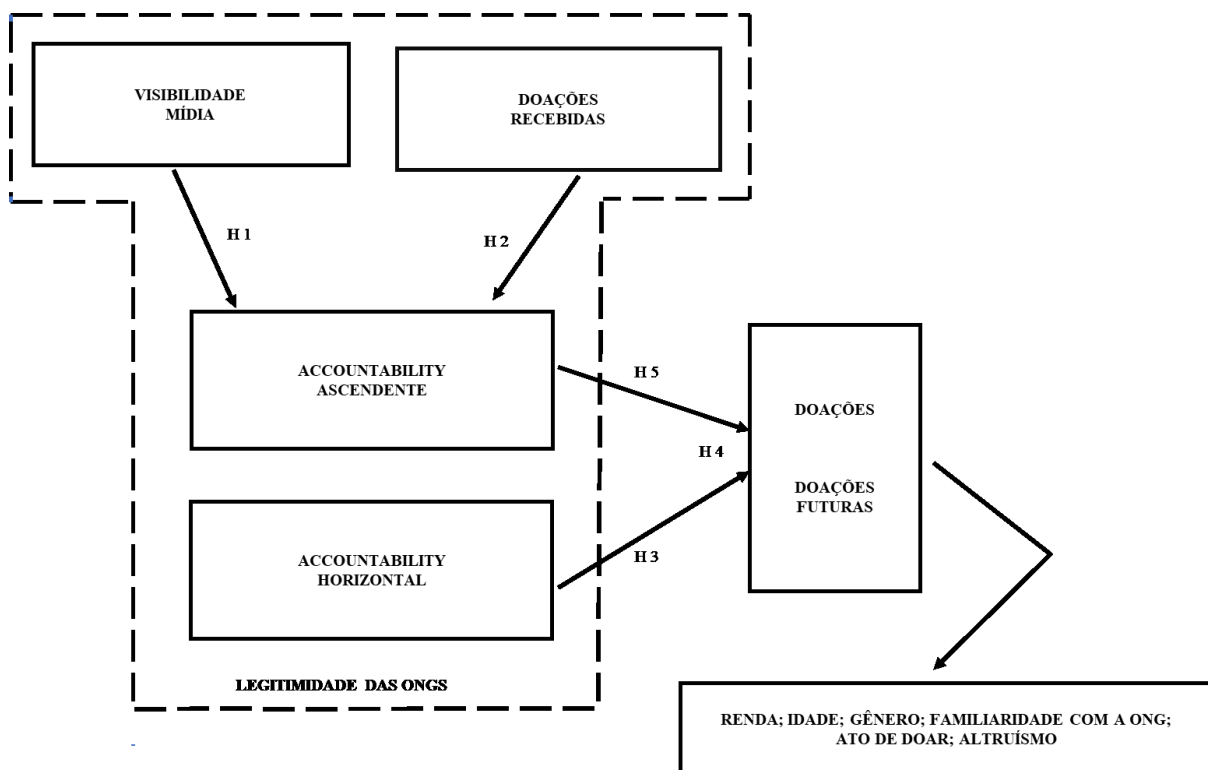 VISIBILIDADE
MÍDIA
DOAÇÕES
RECEBIDAS
H 1
H 2
ACCOUNTABILITY
ASCENDENTE
H 5
DOAÇÕES
H 4
DOAÇÕES
FUTURAS
ACCOUNTABILITY
HORIZONTAL
H 3
LEGITIMIDADE DAS ONGS
RENDA; IDADE; GÊNERO; FAMILIARIDADE COM A ONG;
ATO DE DOAR; ALTRUÍSMO